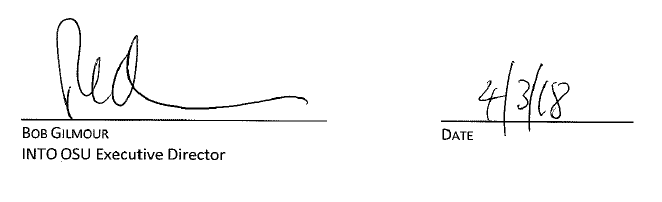 4/3/18
BOB GILMOUR
DATE
INTO OSU Executive Director